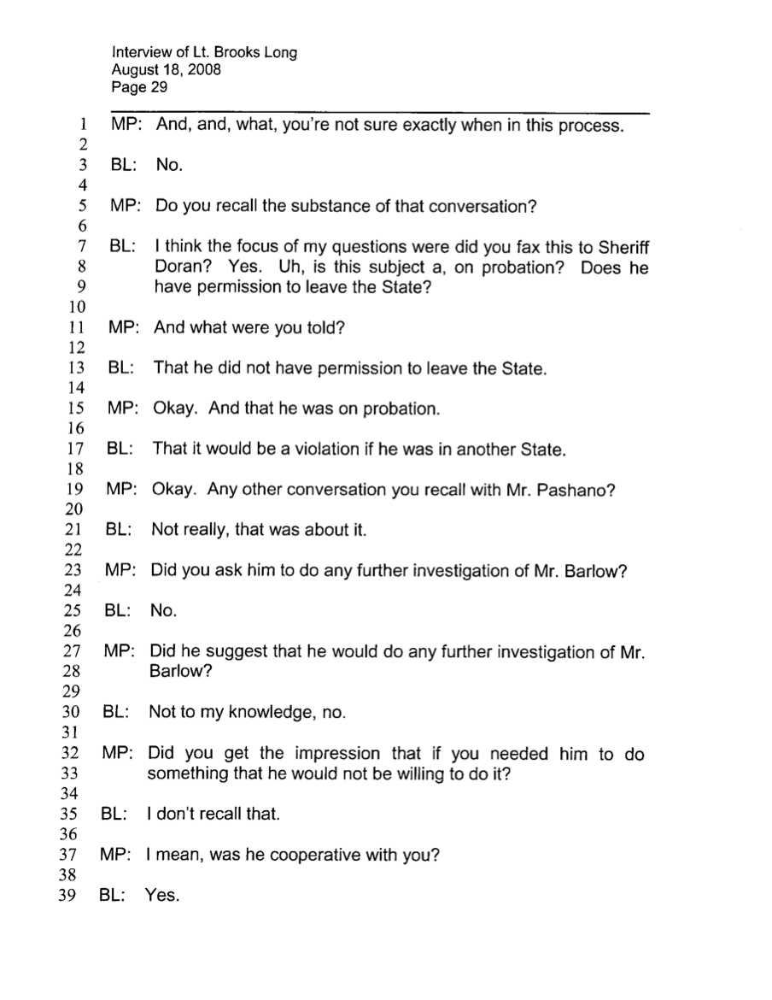 Interview of Lt. Brooks Long
August 18, 2008
Page 29
1 MP: And, and, what, you're not sure exactly when in this process.
2
3 BL: No.
4
5 MP: Do you recall the substance of that conversation?
6
7 BL: I think the focus of my questions were did you fax this to Sheriff
8 Doran? Yes. Uh, is this subject a, on probation? Does he
9 have permission to leave the State?
10
11 MP: And what were you told?
12
13 BL: That he did not have permission to leave the State.
14
15 MP: Okay. And that he was on probation.
16
17 BL: That it would be a violation if he was in another State.
18
19 MP: Okay. Any other conversation you recall with Mr. Pashano?
20
21 BL: Not really, that was about it.
22
23 MP: Did you ask him to do any further investigation of Mr. Barlow?
24
25 BL: No.
26
27 MP: Did he suggest that he would do any further investigation of Mr.
28 Barlow?
29
30 BL: Not to my knowledge, no.
31
32 MP: Did you get the impression that if you needed him to do
33 something that he would not be willing to do it?
34
35 BL: I don't recall that.
36
37 MP: I mean, was he cooperative with you?
38
39 BL: Yes.